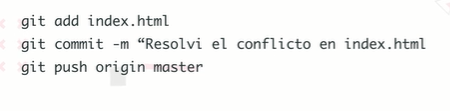 git add index.html
git commit -m “Resolvi el conflicto en index.html
git push origin master